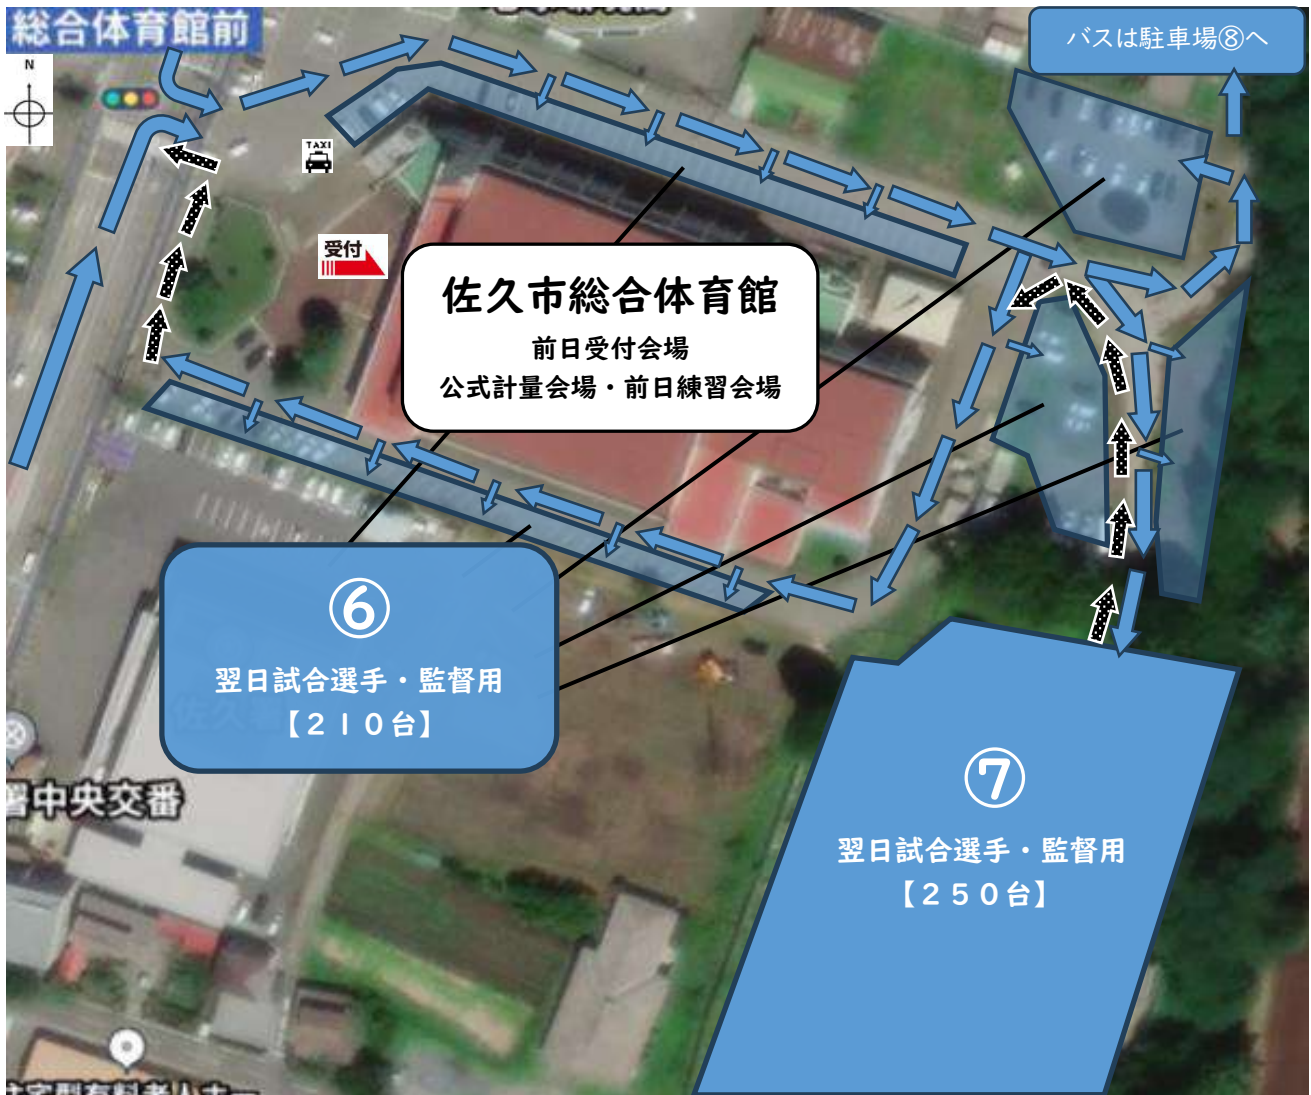 総合体育館前
バスは駐車場⑧へ
N
TAXI
受付
佐久市総合体育館
前日受付会場
公式計量会場・前日練習会場
⑥
翌日試合選手・監督用
【210台】
署中央交番
⑦
翌日試合選手・監督用
【250台】